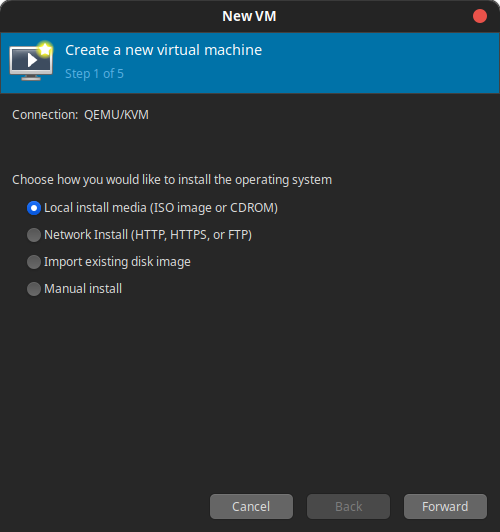 New VM
Create a new virtual machine
Step 1 of 5
Connection: QEMU/KVM
Choose how you would like to install the operating system
Local install media (ISO image or CDROM)
Network Install (HTTP, HTTPS, or FTP)
Import existing disk image
Manual install
Cancel Back Forward